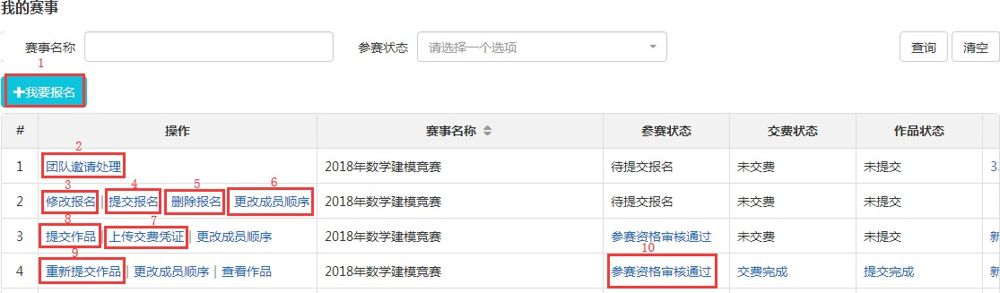 我的赛事
赛事名称 参赛状态 请选择一个选项 查询 清空
1
我要报名
# 操作 赛事名称 参赛状态 交费状态 作品状态
2
1 团队邀请处理 2018年数学建模竞赛 待提交报名 未交费 未提交
3 4 5 6
2 修改报名 | 提交报名 删除报名 更改成员顺序 2018年数学建模竞赛 待提交报名 未交费 未提交
8 7
3 提交作品 | 上传交费凭证 | 更改成员顺序 2018年数学建模竞赛 参赛资格审核通过 未交费 未提交 新
9 10
4 重新提交作品 | 更改成员顺序 | 查看作品 2018年数学建模竞赛 参赛资格审核通过 交费完成 提交完成 新